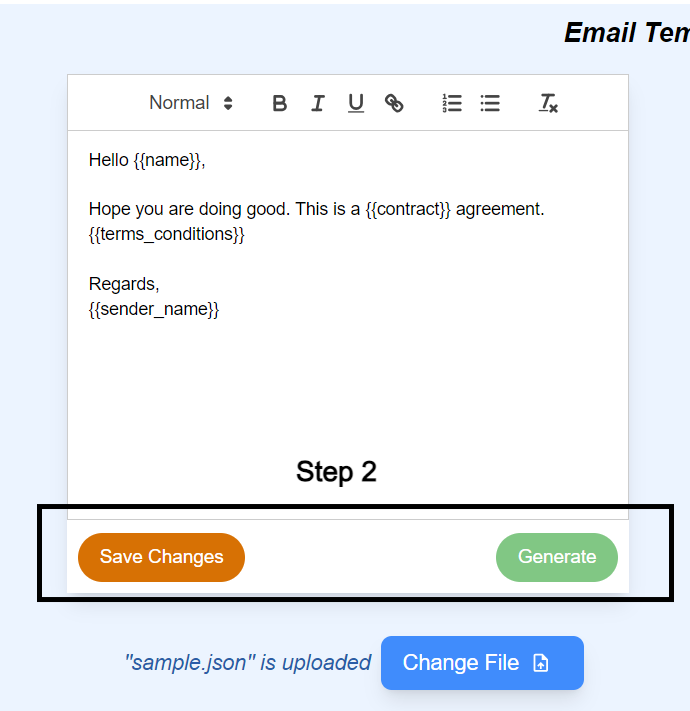 Email Tem
Normal
Hello {{name}},
Hope you are doing good. This is a {{contract}} agreement.
{{terms_conditions}}
Regards,
{{sender_name}}
Step 2
Save Changes
Generate
"sample.json" is uploaded
Change File